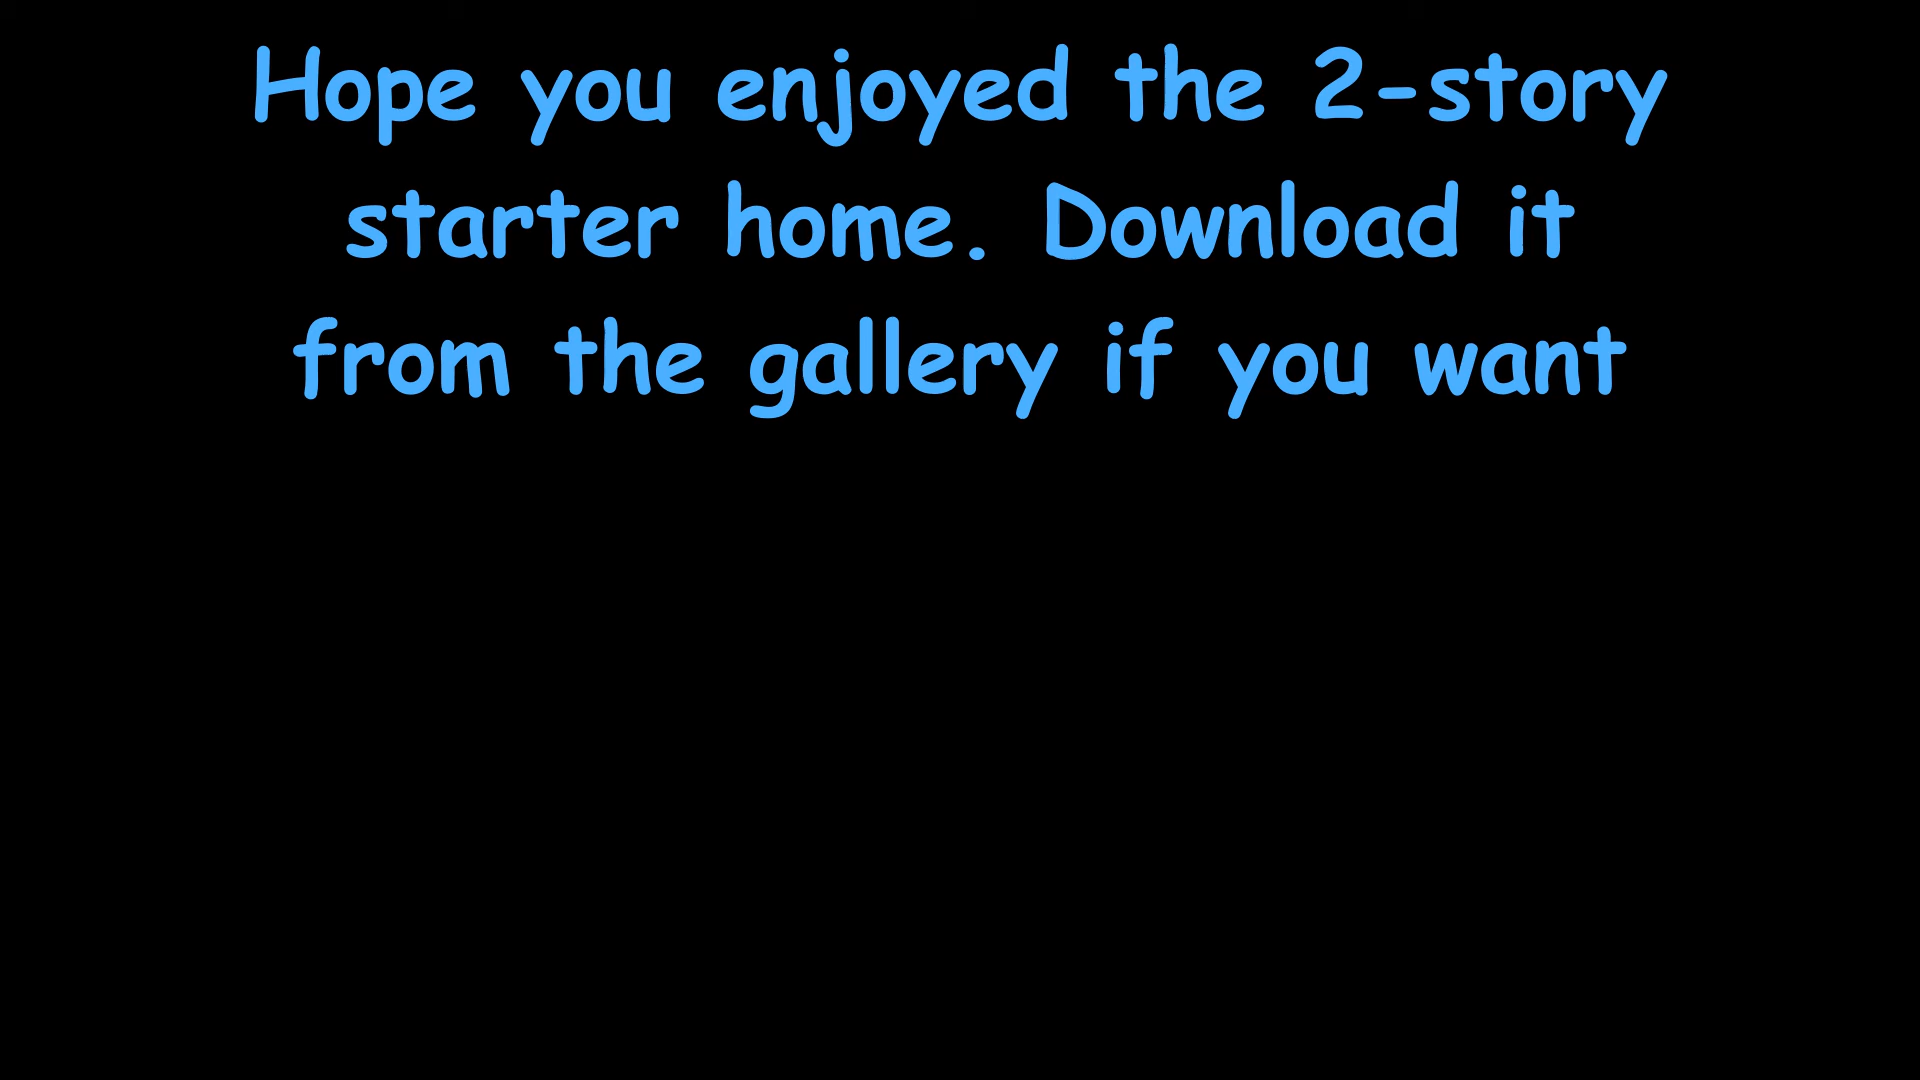 Hope you enjoyed the 2-story
starter home. Download it
from the gallery if you want